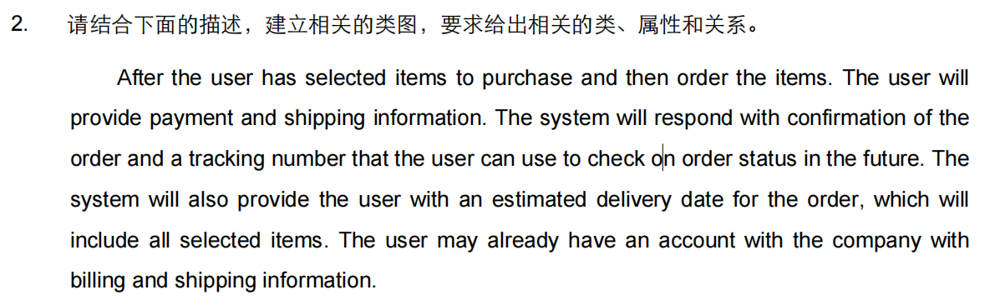 2. 请结合下面的描述，建立相关的类图，要求给出相关的类、属性和关系。
After the user has selected items to purchase and then order the items. The user will
provide payment and shipping information. The system will respond with confirmation of the
order and a tracking number that the user can use to check on order status in the future. The
system will also provide the user with an estimated delivery date for the order, which will
include all selected items. The user may already have an account with the company with
billing and shipping information.